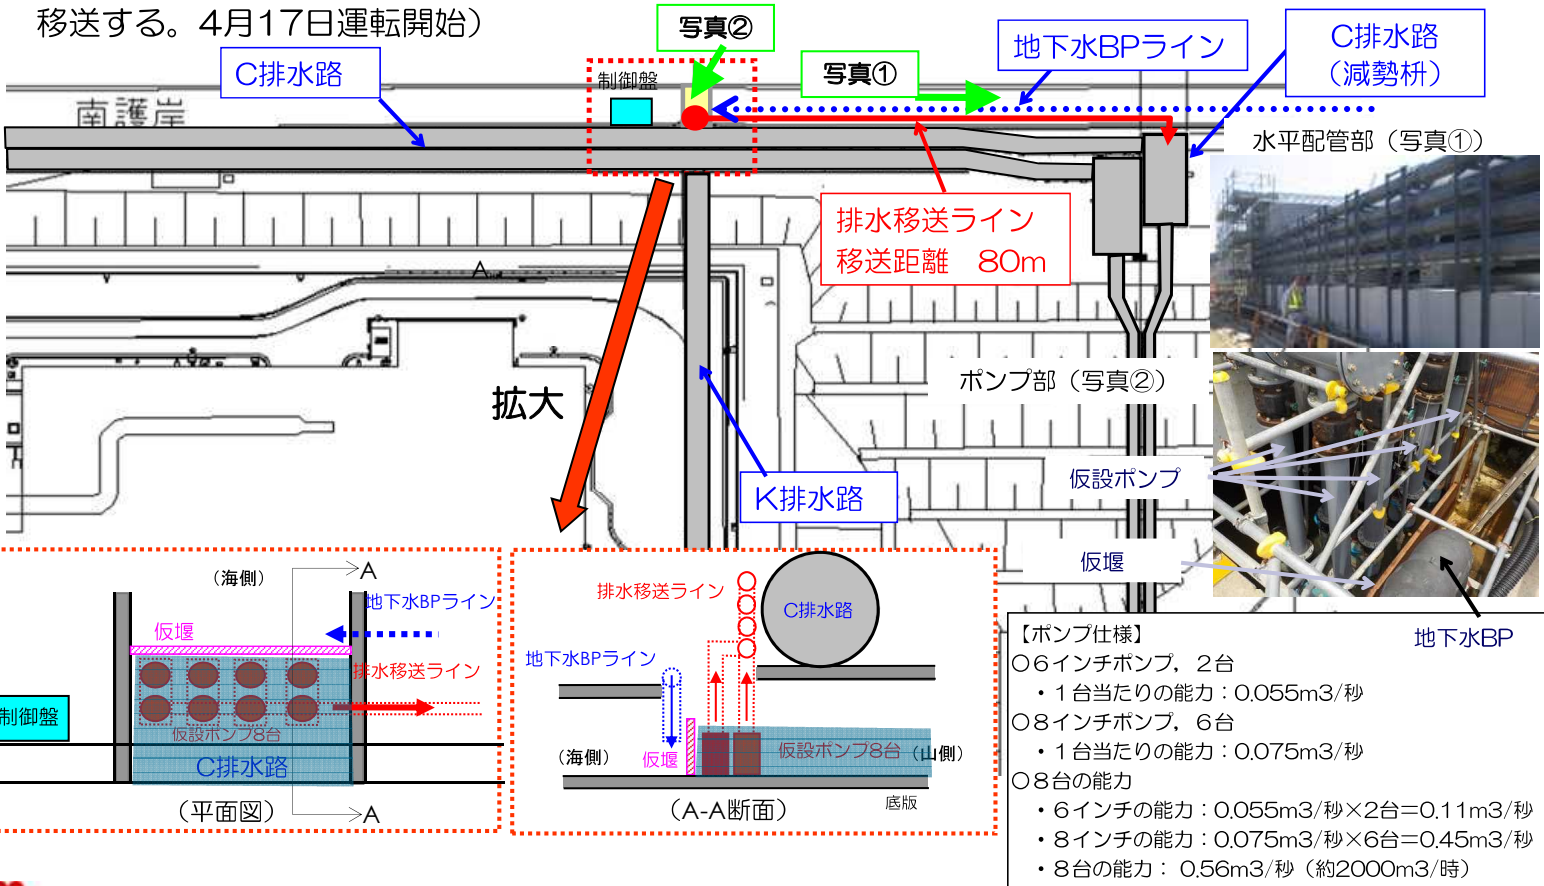 移送する。4月17日運転開始)
写真②
C排水路
制御盤
写真①
地下水BPライン
C排水路
(減勢枡)
南護岸
水平配管部(写真①)
排水移送ライン
移送距離 80m
A
拡大
ポンプ部(写真②)
仮設ポンプ
K排水路
仮堰
地下水BP
(海側)
A
地下水BPライン
仮堰
排水移送ライン
制御盤
仮設ポンプ8台
C排水路
(平面図)
A
排水移送ライン
C排水路
地下水BPライン
(海側)
仮堰
仮設ポンプ8台
(山側)
底版
(A-A断面)
【ポンプ仕様】
○6インチポンプ,2台
・1台当たりの能力:0.055m3/秒
○8インチポンプ,6台
・1台当たりの能力:0.075m3/秒
○8台の能力
・6インチの能力:0.055m3/秒×2台=0.11m3/秒
・8インチの能力:0.075m3/秒×6台=0.45m3/秒
・8台の能力: 0.56m3/秒(約2000m3/時)